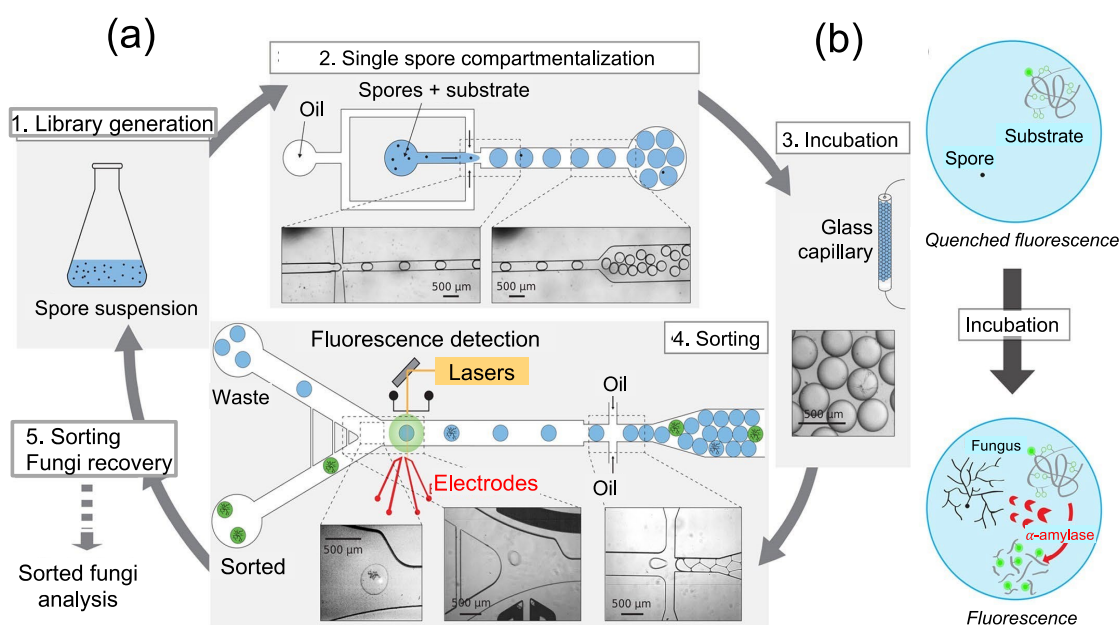 (a)
1. Library generation
Spore suspension
2. Single spore compartmentalization
Spores + substrate
Oil
500 µm
500 µm
3. Incubation
Glass
capillary
500 µm
4. Sorting
Fluorescence detection
Lasers
Waste
Oil
Oil
Electrodes
Sorted
500 µm
500 µm
500 µm
5. Sorting
Fungi recovery
Sorted fungi
analysis
(b)
Substrate
Spore
Quenched fluorescence
Incubation
Fungus
α-amylase
Fluorescence